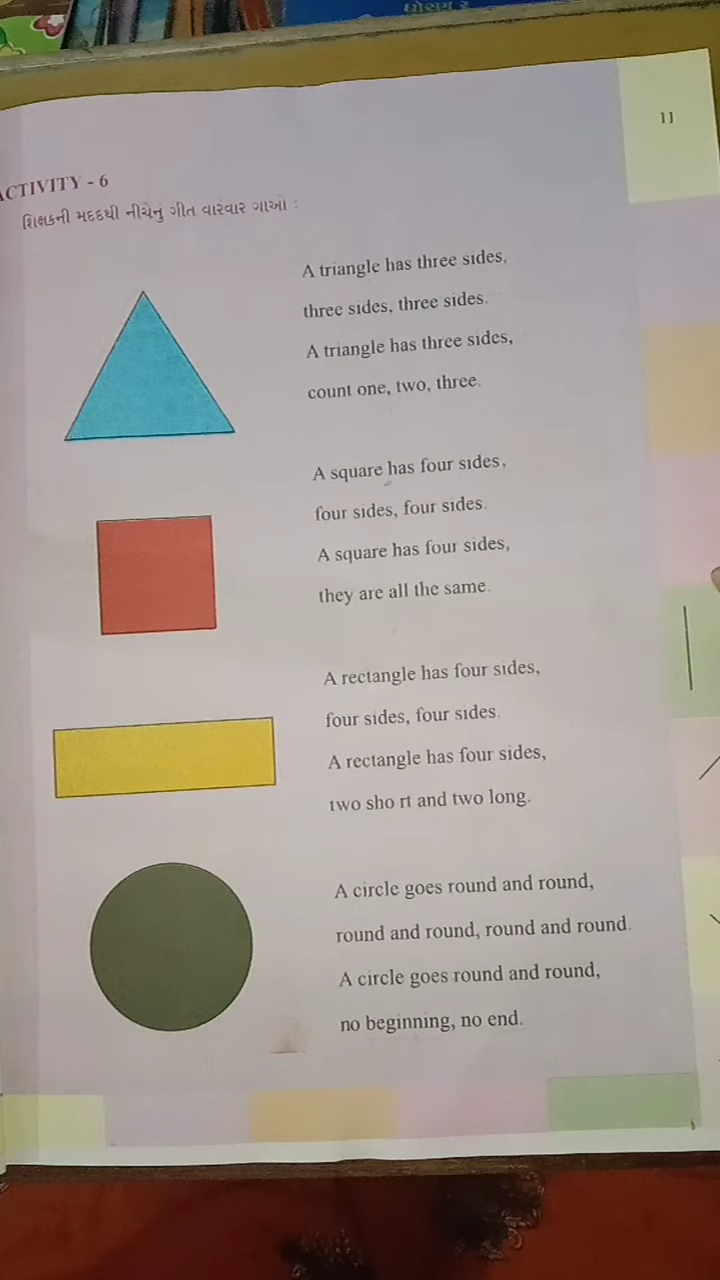 ધોરણ ર
11
ACTIVITY - 6
શિક્ષકની મદદથી નીચેનું ગીત વારંવાર ગાઓ :
A triangle has three sides,
three sides, three sides.
A triangle has three sides,
count one, two, three.
A square has four sides,
four sides, four sides.
A square has four sides,
they are all the same.
A rectangle has four sides,
four sides, four sides.
A rectangle has four sides,
two sho rt and two long.
A circle goes round and round,
round and round, round and round.
A circle goes round and round,
no beginning, no end.